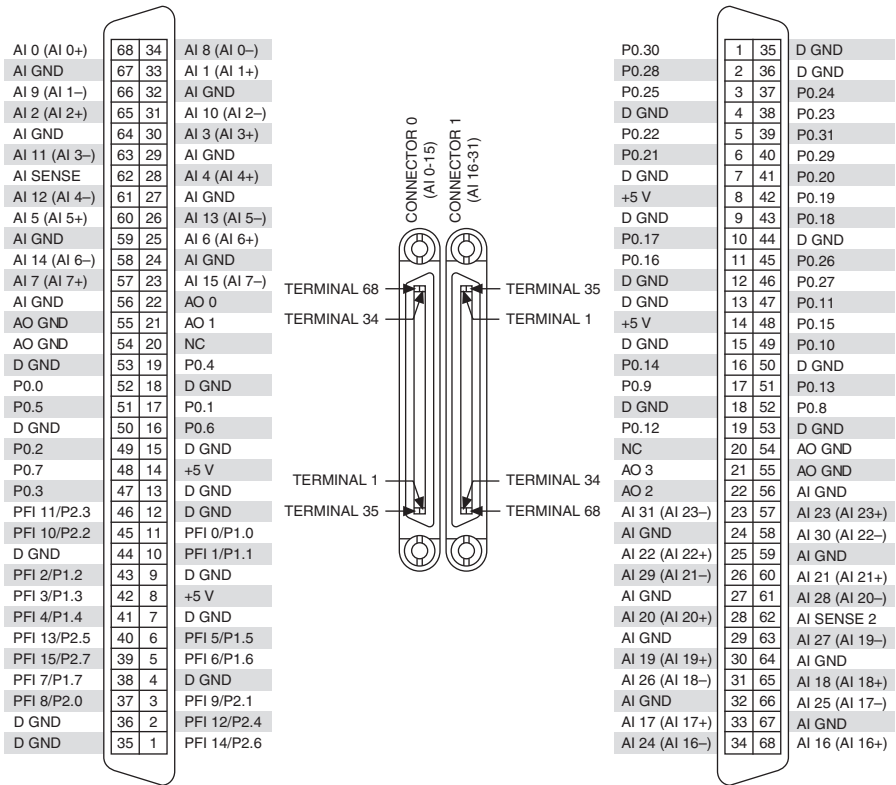 AI 0 (AI 0+) 68 34 AI 8 (AI 0–)
AI GND 67 33 AI 1 (AI 1+)
AI 9 (AI 1–) 66 32 AI GND
AI 2 (AI 2+) 65 31 AI 10 (AI 2–)
AI GND 64 30 AI 3 (AI 3+)
AI 11 (AI 3–) 63 29 AI GND
AI SENSE 62 28 AI 4 (AI 4+)
AI 12 (AI 4–) 61 27 AI GND
AI 5 (AI 5+) 60 26 AI 13 (AI 5–)
AI GND 59 25 AI 6 (AI 6+)
AI 14 (AI 6–) 58 24 AI GND
AI 7 (AI 7+) 57 23 AI 15 (AI 7–)
AI GND 56 22 AO 0
AO GND 55 21 AO 1
AO GND 54 20 NC
D GND 53 19 P0.4
P0.0 52 18 D GND
P0.5 51 17 P0.1
D GND 50 16 P0.6
P0.2 49 15 D GND
P0.7 48 14 +5 V
P0.3 47 13 D GND
PFI 11/P2.3 46 12 D GND
PFI 10/P2.2 45 11 PFI 0/P1.0
D GND 44 10 PFI 1/P1.1
PFI 2/P1.2 43 9 D GND
PFI 3/P1.3 42 8 +5 V
PFI 4/P1.4 41 7 D GND
PFI 13/P2.5 40 6 PFI 5/P1.5
PFI 15/P2.7 39 5 PFI 6/P1.6
PFI 7/P1.7 38 4 D GND
PFI 8/P2.0 37 3 PFI 9/P2.1
D GND 36 2 PFI 12/P2.4
D GND 35 1 PFI 14/P2.6
CONNECTOR 0
(AI 0-15)
CONNECTOR 1
(AI 16-31)
TERMINAL 68
TERMINAL 35
TERMINAL 34
TERMINAL 1
TERMINAL 1
TERMINAL 34
TERMINAL 35
TERMINAL 68
P0.30 1 35 D GND
P0.28 2 36 D GND
P0.25 3 37 P0.24
D GND 4 38 P0.23
P0.22 5 39 P0.31
P0.21 6 40 P0.29
D GND 7 41 P0.20
+5 V 8 42 P0.19
D GND 9 43 P0.18
P0.17 10 44 D GND
P0.16 11 45 P0.26
D GND 12 46 P0.27
D GND 13 47 P0.11
+5 V 14 48 P0.15
D GND 15 49 P0.10
P0.14 16 50 D GND
P0.9 17 51 P0.13
D GND 18 52 P0.8
P0.12 19 53 D GND
NC 20 54 AO GND
AO 3 21 55 AO GND
AO 2 22 56 AI GND
AI 31 (AI 23–) 23 57 AI 23 (AI 23+)
AI GND 24 58 AI 30 (AI 22–)
AI 22 (AI 22+) 25 59 AI GND
AI 29 (AI 21–) 26 60 AI 21 (AI 21+)
AI GND 27 61 AI 28 (AI 20–)
AI 20 (AI 20+) 28 62 AI SENSE 2
AI GND 29 63 AI 27 (AI 19–)
AI 19 (AI 19+) 30 64 AI GND
AI 26 (AI 18–) 31 65 AI 18 (AI 18+)
AI GND 32 66 AI 25 (AI 17–)
AI 17 (AI 17+) 33 67 AI GND
AI 24 (AI 16–) 34 68 AI 16 (AI 16+)